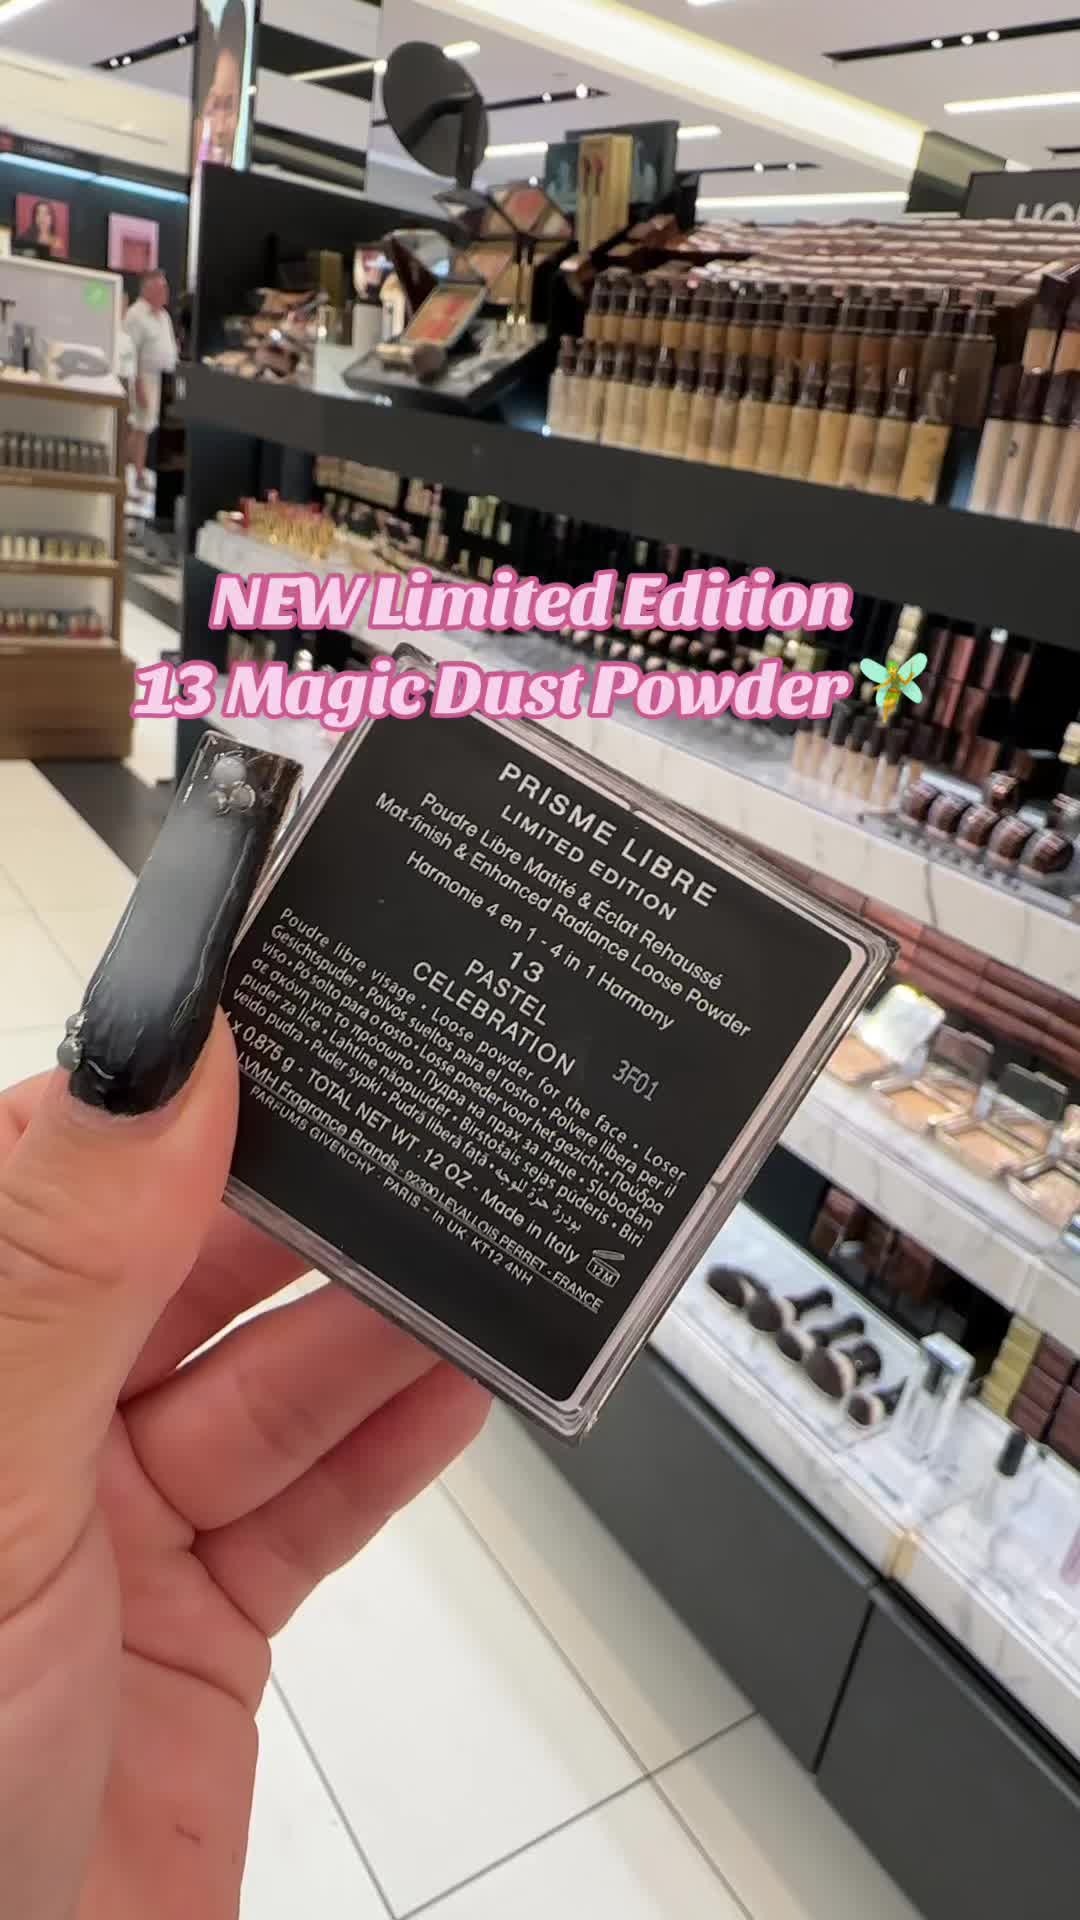 NEW Limited Edition
13 Magic Dust Powder
PRISME LIBRE
LIMITED EDITION
Poudre Libre Matité & Éclat Rehaussé
Mat-finish & Enhanced Radiance Loose Powder
Harmonie 4 en 1 - 4 in 1 Harmony
13
PASTEL
CELEBRATION
3F01
Poudre libre visage • Loose powder for the face • Loser
Gesichtspuder • Polvos sueltos para el rostro • Polvere libera per il
viso • Pó solto para o rosto • Losse poeder voor het gezicht • Πούδρα
σε σκόνη για το πρόσωπο • Пудра на прах за лице • Slobodan
puder za lice • Lahtine näopuuder • Birstošais sejas pūderis • Biri
veido pudra • Puder sypki • Pudră liberă față • بودرة حرّة للوجه
x 0,875 g - TOTAL NET WT. .12 OZ - Made in Italy
12M
LVMH Fragrance Brands - 92300 LEVALLOIS PERRET - FRANCE
PARFUMS GIVENCHY - PARIS – In UK: KT12 4NH